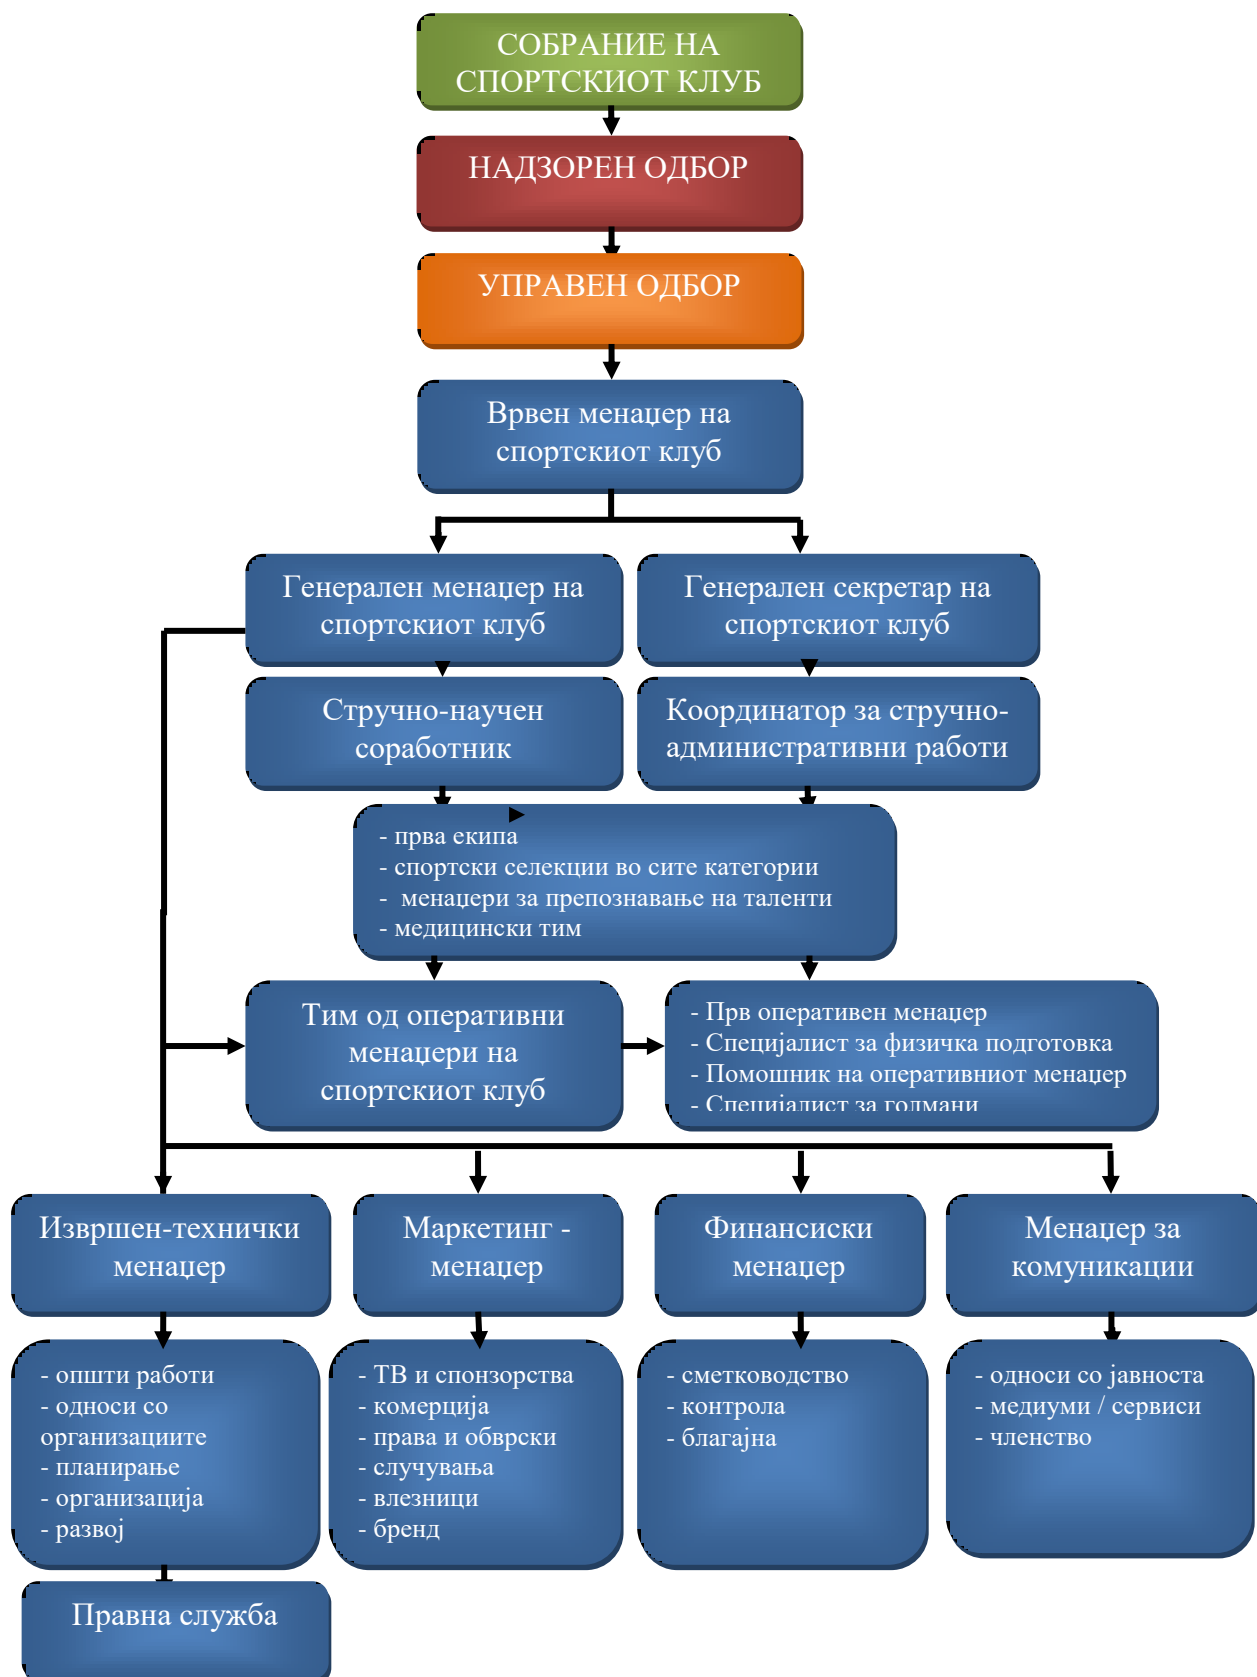 СОБРАНИЕ НА
СПОРТСКИОТ КЛУБ
НАДЗОРЕН ОДБОР
УПРАВЕН ОДБОР
Врвен менаџер на
спортскиот клуб
Генерален менаџер на
спортскиот клуб
Генерален секретар на
спортскиот клуб
Стручно-научен
соработник
Координатор за стручно-
административни работи
- прва екипа
- спортски селекции во сите категории
-  менаџери за препознавање на таленти
- медицински тим
Тим од оперативни
менаџери на
спортскиот клуб
- Прв оперативен менаџер
- Специјалист за физичка подготовка
- Помошник на оперативниот менаџер
- Специјалист за голмани
Извршен-технички
менаџер
Маркетинг -
менаџер
Финансиски
менаџер
Менаџер за
комуникации
- општи работи
- односи со
организациите
- планирање
- организација
- развој
- ТВ и спонзорства
- комерција
- права и обврски
- случувања
- влезници
- бренд
- сметководство
- контрола
- благајна
- односи со јавноста
- медиуми / сервиси
- членство
Правна служба